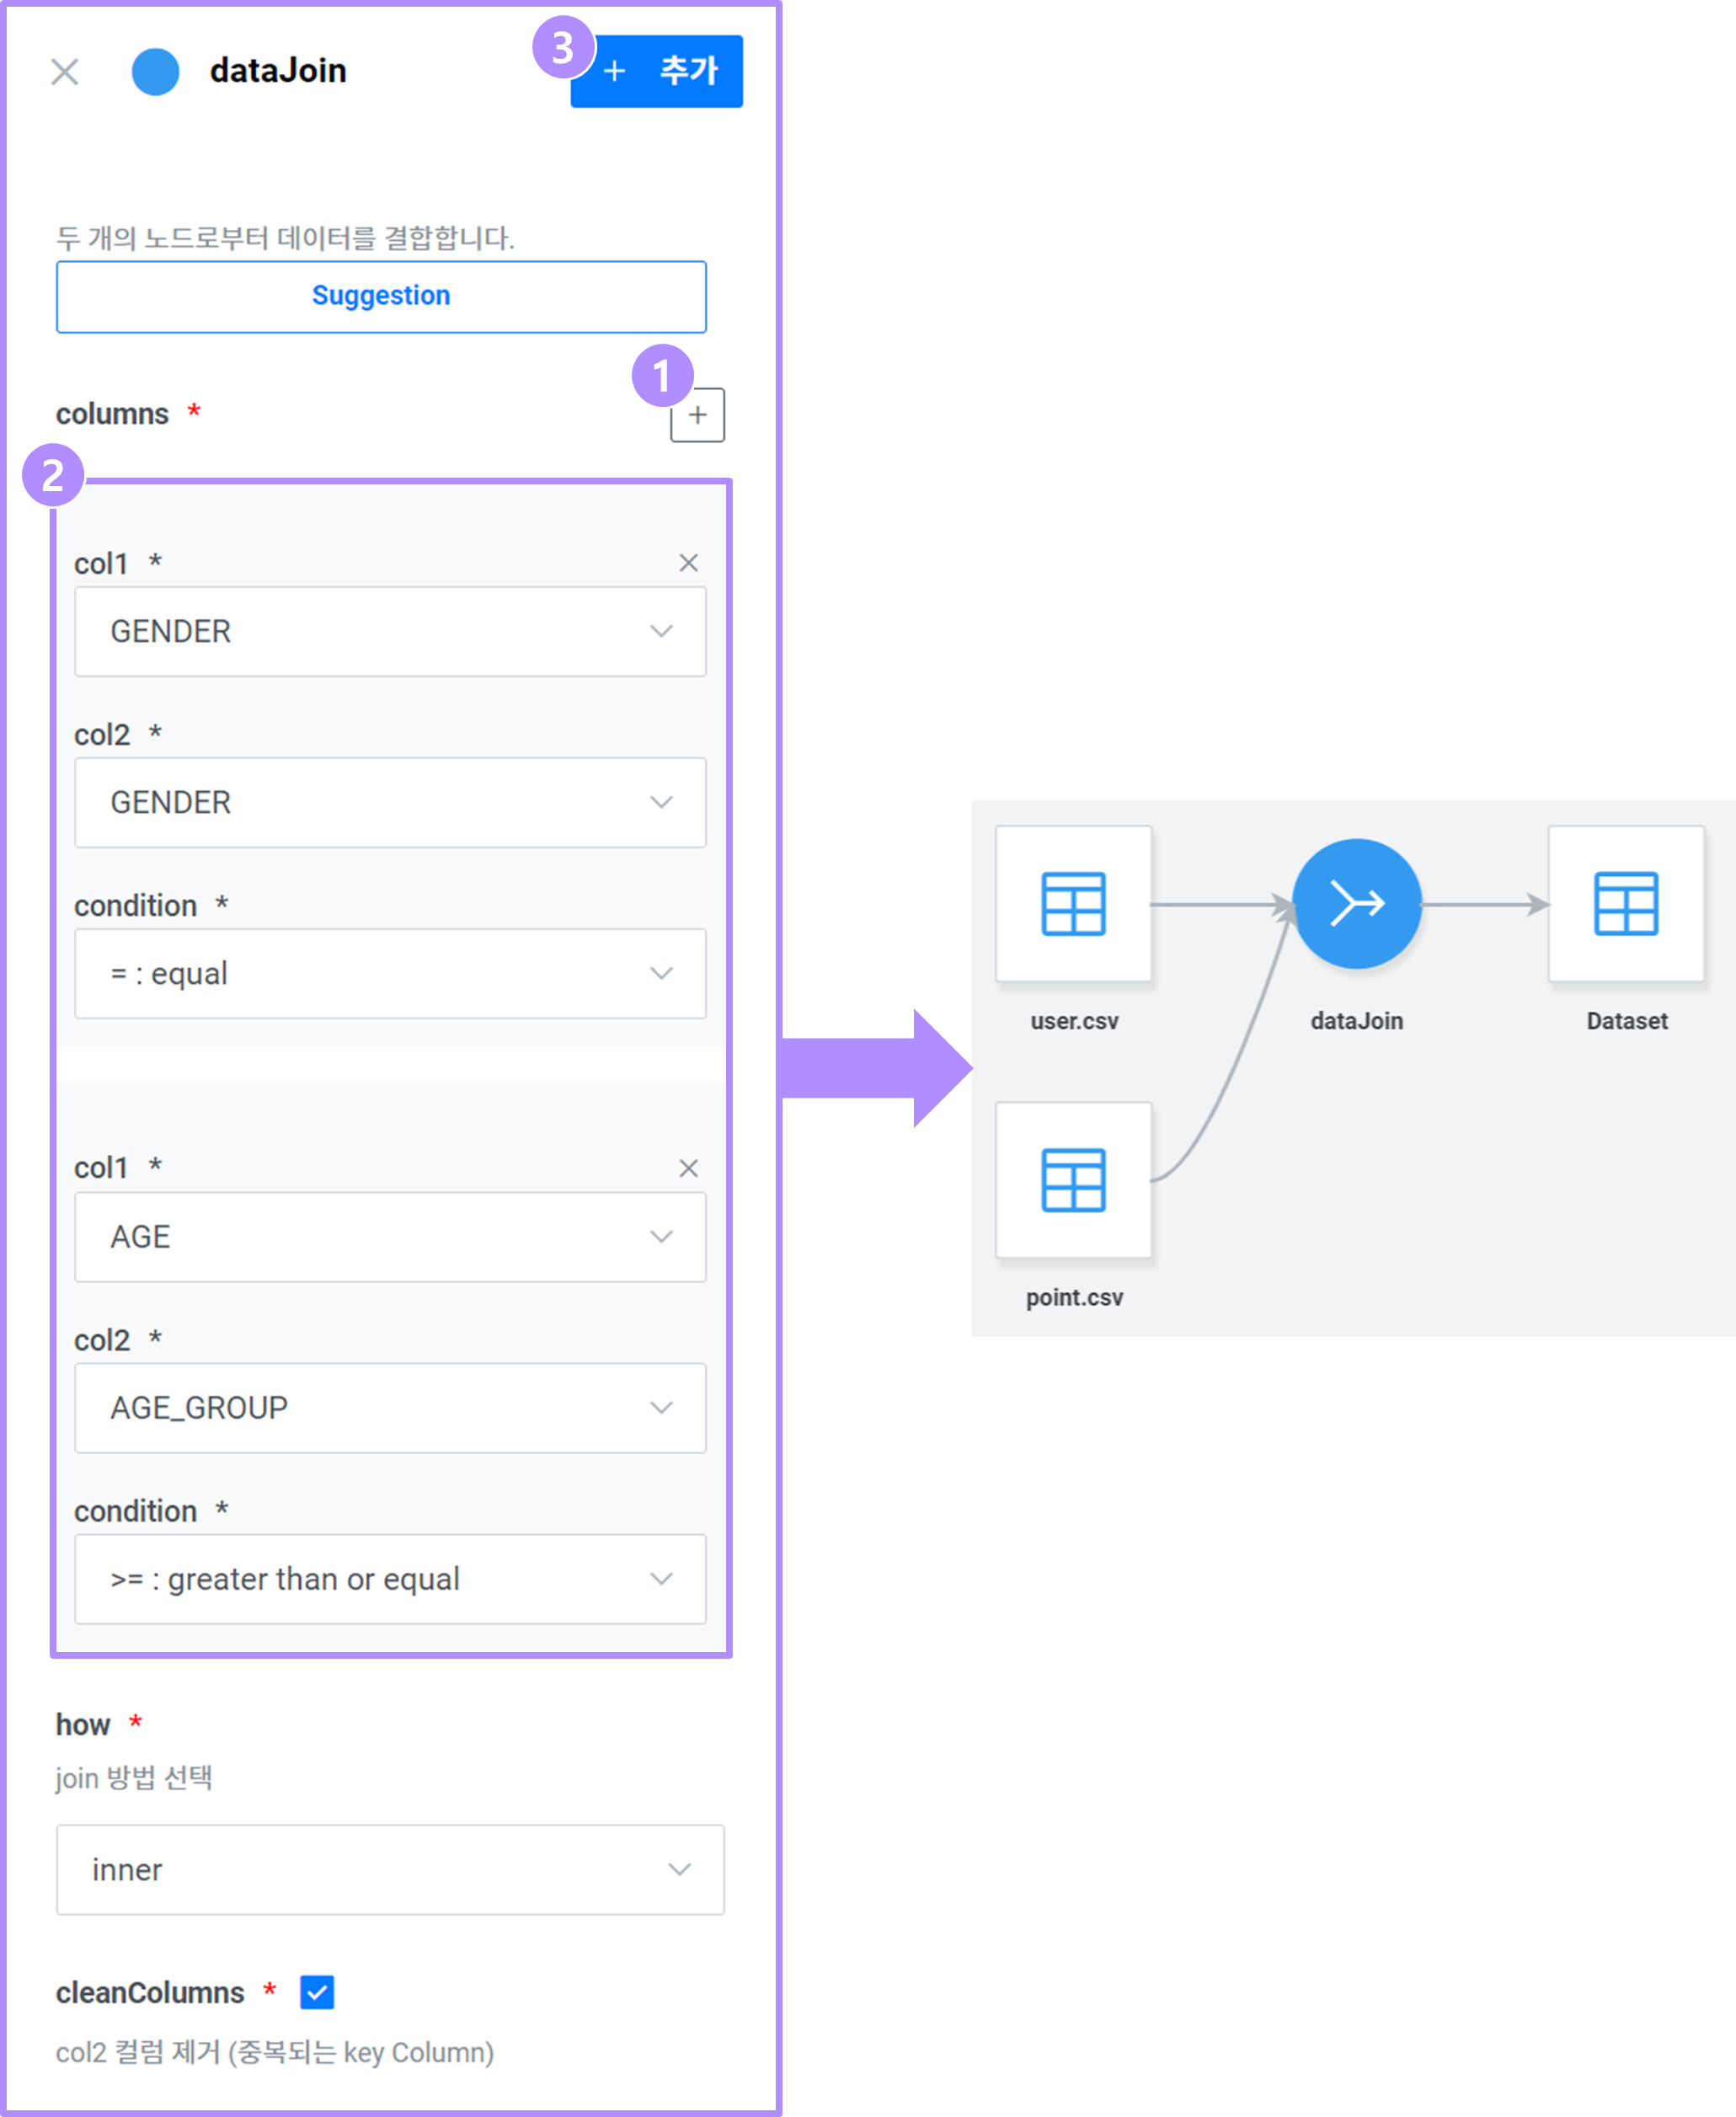 dataJoin
3
+ 추가
두 개의 노드로부터 데이터를 결합합니다.
Suggestion
1
columns *
+
2
col1 *
GENDER
col2 *
GENDER
condition *
= : equal
col1 *
AGE
col2 *
AGE_GROUP
condition *
>= : greater than or equal
how *
join 방법 선택
inner
cleanColumns *
col2 컬럼 제거 (중복되는 key Column)
user.csv
dataJoin
Dataset
point.csv